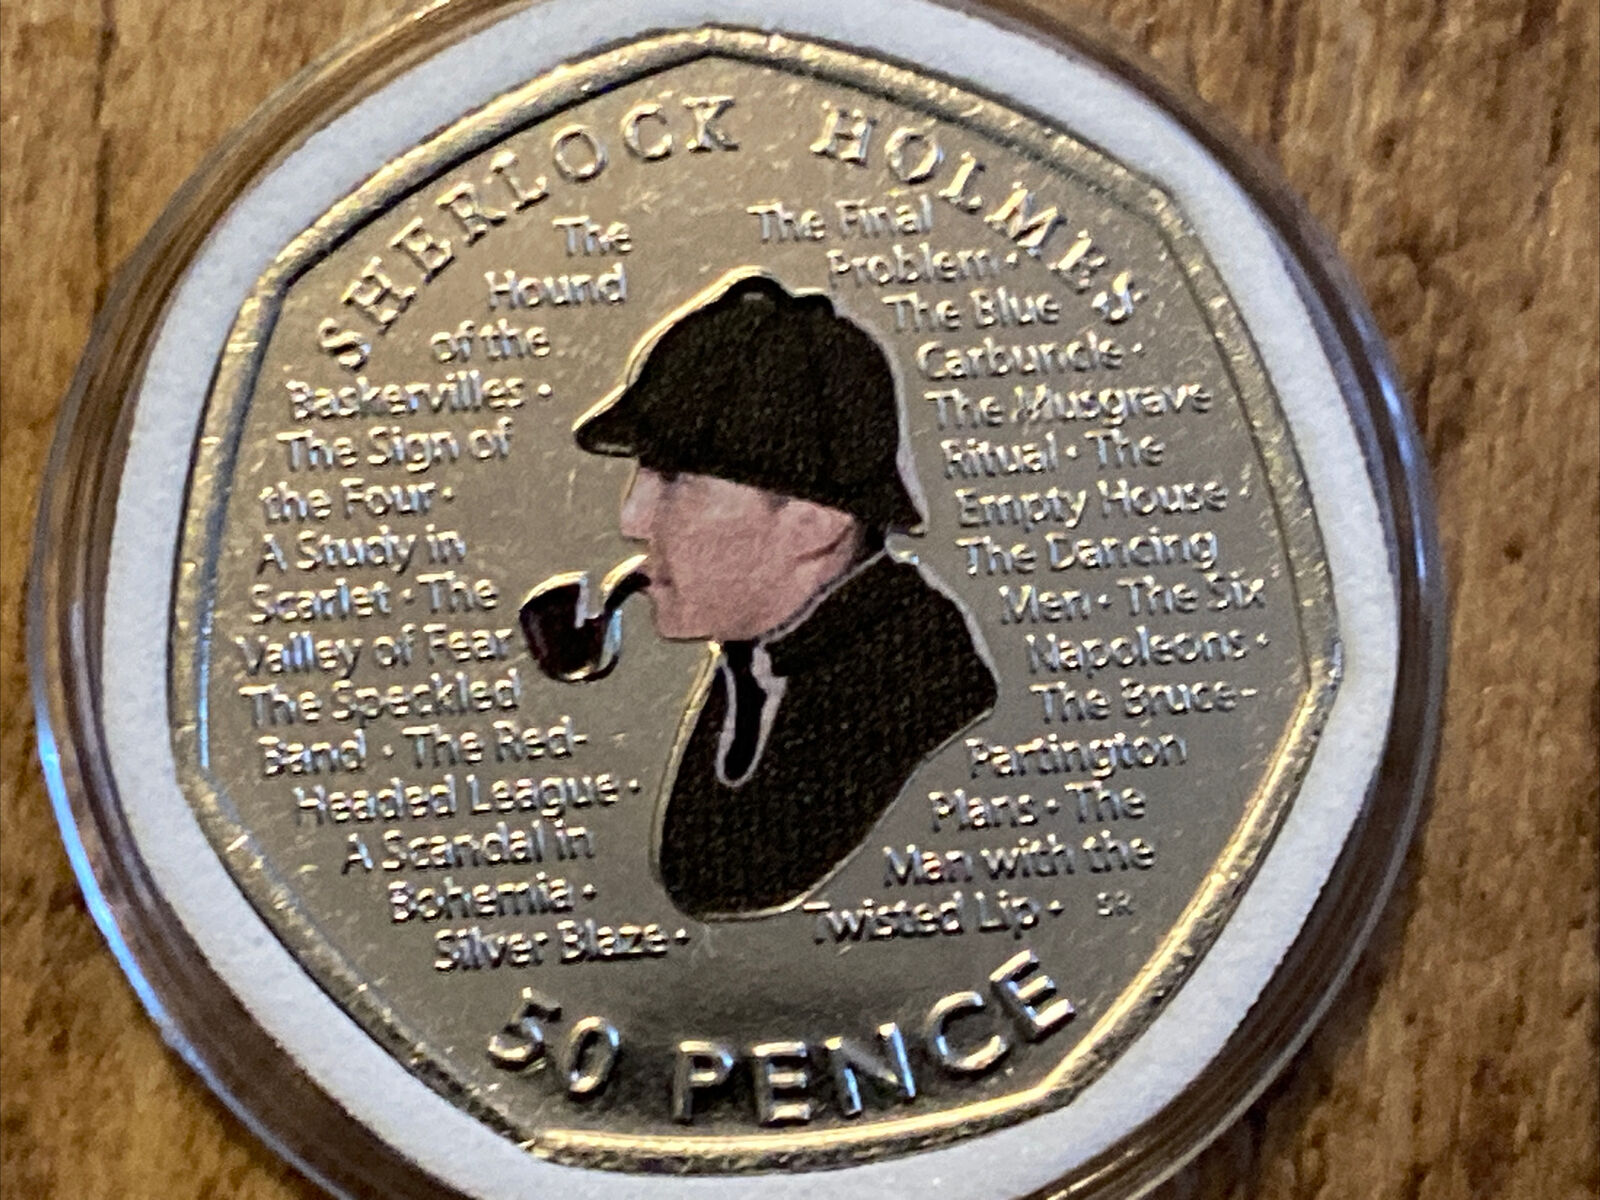 SHERLOCK HOLMES
The
Hound
of the
Baskervilles •
The Sign of
the Four •
A Study in
Scarlet • The
Valley of Fear
The Speckled
Band • The Red-
Headed League •
A Scandal in
Bohemia •
Silver Blaze •
The Final
Problem •
The Blue
Carbuncle •
The Musgrave
Ritual • The
Empty House •
The Dancing
Men • The Six
Napoleons •
The Bruce-
Partington
Plans • The
Man with the
Twisted Lip •
SR
50 PENCE